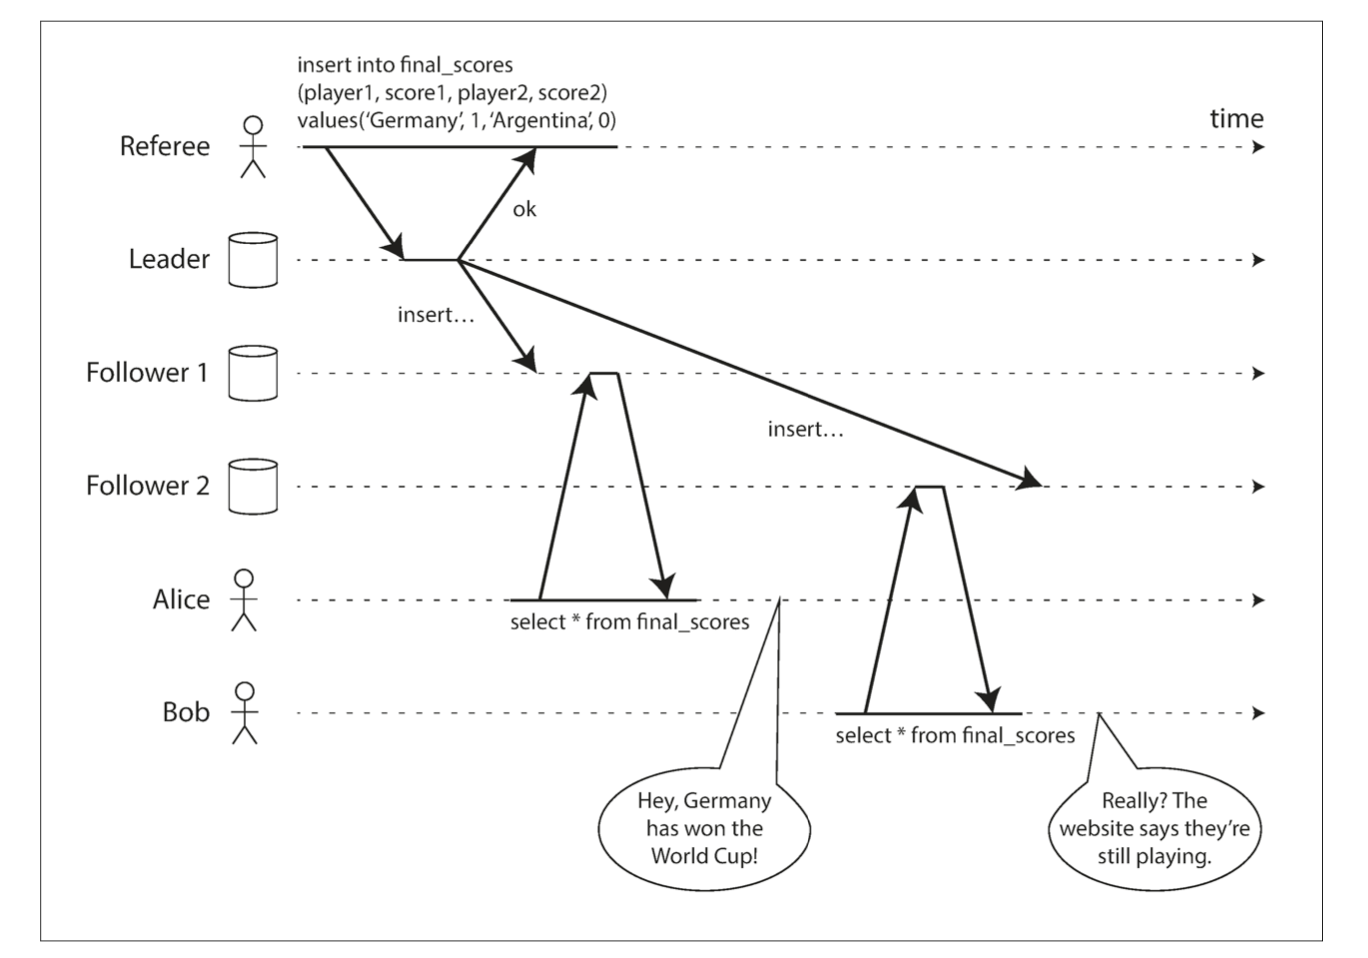 insert into final_scores
(player1, score1, player2, score2)
values(‘Germany’, 1, ‘Argentina’, 0)
time
Referee
ok
Leader
insert…
Follower 1
insert…
Follower 2
Alice
select * from final_scores
Bob
select * from final_scores
Hey, Germany
has won the
World Cup!
Really? The
website says they’re
still playing.